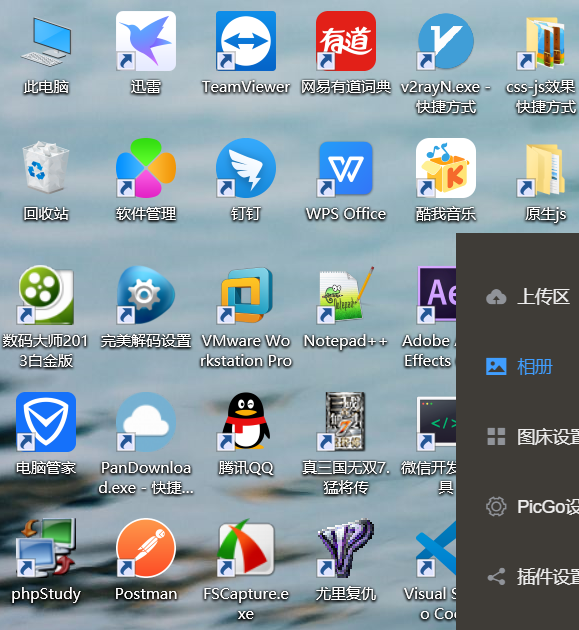 此电脑
迅雷
TeamViewer
有道
网易有道词典
v2rayN.exe -
快捷方式
css-js效果
快捷方式
回收站
软件管理
钉钉
W
WPS Office
K
酷我音乐
原生js
数码大师201
3白金版
完美解码设置
VMware Wo
rkstation Pro
Notepad++
Ae
Adobe
Effects
电脑管家
PanDownloa
d.exe - 快捷...
腾讯QQ
真三国无双7.
猛将传
</>
微信开发
具
phpStudy
Postman
FSCapture.e
xe
尤里复仇
Visual S
o Co
上传区
相册
图床设置
PicGo设
插件设置